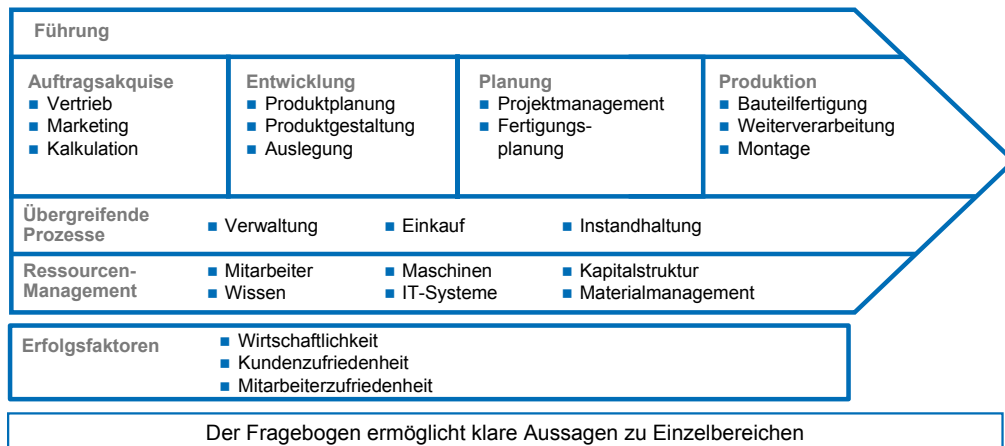 Führung
Auftragsakquise
■ Vertrieb
■ Marketing
■ Kalkulation
Entwicklung
■ Produktplanung
■ Produktgestaltung
■ Auslegung
Planung
■ Projektmanagement
■ Fertigungs-
planung
Produktion
■ Bauteilfertigung
■ Weiterverarbeitung
■ Montage
Übergreifende
Prozesse
■ Verwaltung
■ Einkauf
■ Instandhaltung
Ressourcen-
Management
■ Mitarbeiter
■ Wissen
■ Maschinen
■ IT-Systeme
■ Kapitalstruktur
■ Materialmanagement
Erfolgsfaktoren
■ Wirtschaftlichkeit
■ Kundenzufriedenheit
■ Mitarbeiterzufriedenheit
Der Fragebogen ermöglicht klare Aussagen zu Einzelbereichen